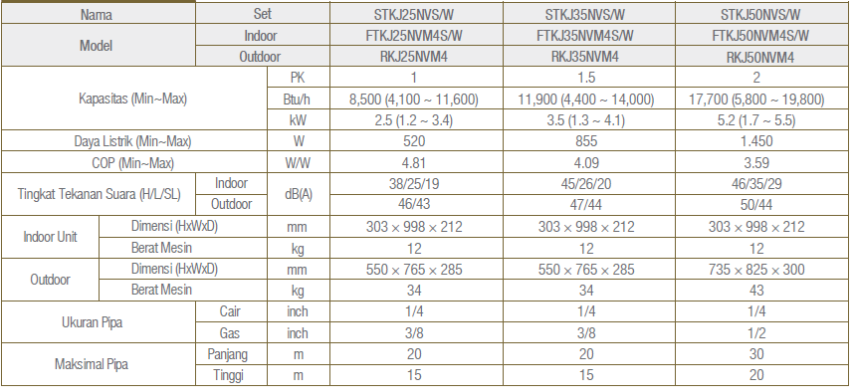 Nama Set STKJ25NVS/W STKJ35NVS/W STKJ50NVS/W
Model Indoor FTKJ25NVM4S/W FTKJ35NVM4S/W FTKJ50NVM4S/W
Outdoor RKJ25NVM4 RKJ35NVM4 RKJ50NVM4
Kapasitas (Min~Max) PK 1 1.5 2
Btu/h 8,500 (4,100 ~ 11,600) 11,900 (4,400 ~ 14,000) 17,700 (5,800 ~ 19,800)
kW 2.5 (1.2 ~ 3.4) 3.5 (1.3 ~ 4.1) 5.2 (1.7 ~ 5.5)
Daya Listrik (Min~Max) W 520 855 1.450
COP (Min~Max) W/W 4.81 4.09 3.59
Tingkat Tekanan Suara (H/L/SL) Indoor dB(A) 38/25/19 45/26/20 46/35/29
Outdoor 46/43 47/44 50/44
Indoor Unit Dimensi (HxWxD) mm 303 × 998 × 212 303 × 998 × 212 303 × 998 × 212
Berat Mesin kg 12 12 12
Outdoor Dimensi (HxWxD) mm 550 × 765 × 285 550 × 765 × 285 735 × 825 × 300
Berat Mesin kg 34 34 43
Ukuran Pipa Cair inch 1/4 1/4 1/4
Gas inch 3/8 3/8 1/2
Maksimal Pipa Panjang m 20 20 30
Tinggi m 15 15 20